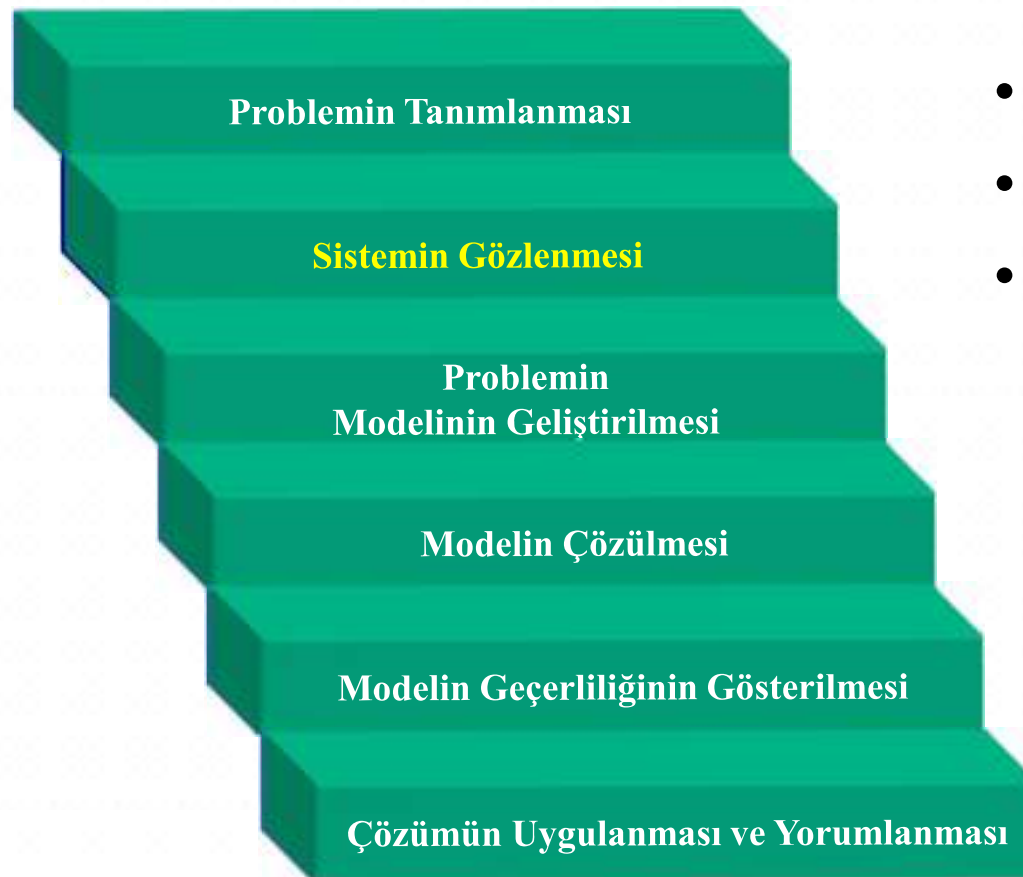 Problemin Tanımlanması
Sistemin Gözlenmesi
Problemin
Modelinin Geliştirilmesi
Modelin Çözülmesi
Modelin Geçerliliğinin Gösterilmesi
Çözümün Uygulanması ve Yorumlanması